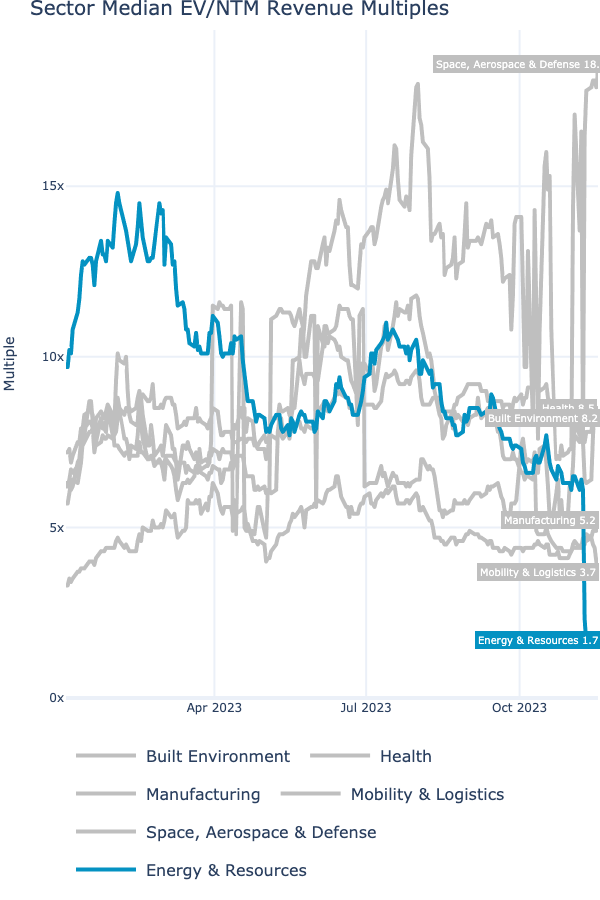 Sector Median EV/NTM Revenue Multiples
Space, Aerospace & Defense 18.
15x
10x
Health 8.5
Built Environment 8.2
5x
Manufacturing 5.2
Mobility & Logistics 3.7
Energy & Resources 1.7
0x
Multiple
Apr 2023 Jul 2023 Oct 2023
Built Environment Health
Manufacturing Mobility & Logistics
Space, Aerospace & Defense
Energy & Resources